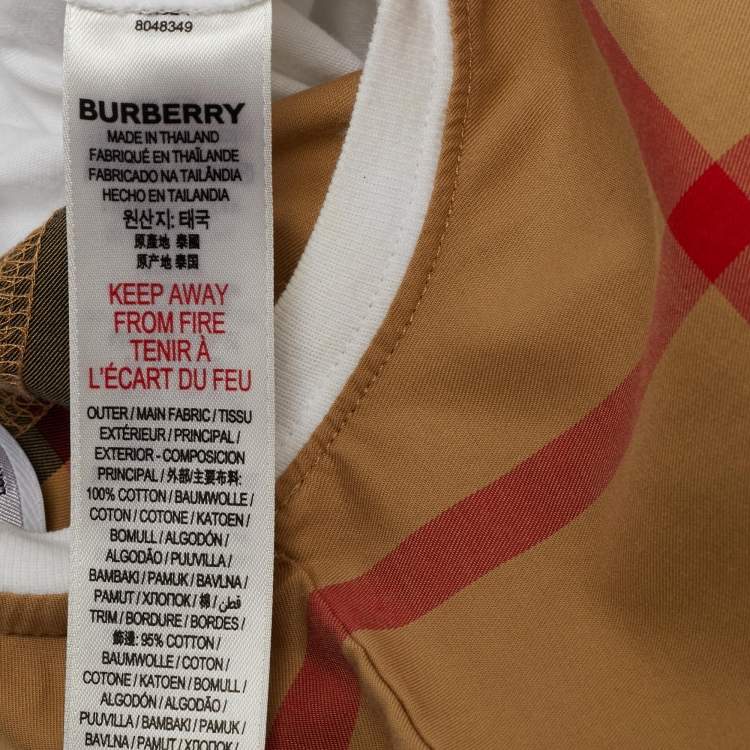 8048349
BURBERRY
MADE IN THAILAND
FABRIQUÉ EN THAÏLANDE
FABRICADO NA TAILÂNDIA
HECHO EN TAILANDIA
원산지: 태국
原產地 泰國
原产地 泰国
KEEP AWAY
FROM FIRE
TENIR À
L'ÉCART DU FEU
OUTER / MAIN FABRIC / TISSU
EXTÉRIEUR / PRINCIPAL /
EXTERIOR - COMPOSICION
PRINCIPAL / 外部/主要布料:
100% COTTON / BAUMWOLLE /
COTON / COTONE / KATOEN /
BOMULL / ALGODÓN /
ALGODÃO / PUUVILLA /
BAMBAKI / PAMUK / BAVLNA /
PAMUT / ХЛОПОК / 棉 / قطن /
TRIM / BORDURE / BORDES /
飾邊: 95% COTTON /
BAUMWOLLE / COTON /
COTONE / KATOEN / BOMULL /
ALGODÓN / ALGODÃO /
PUUVILLA / BAMBAKI / PAMUK /
BAVLNA / PAMUT / ХЛОПОК /